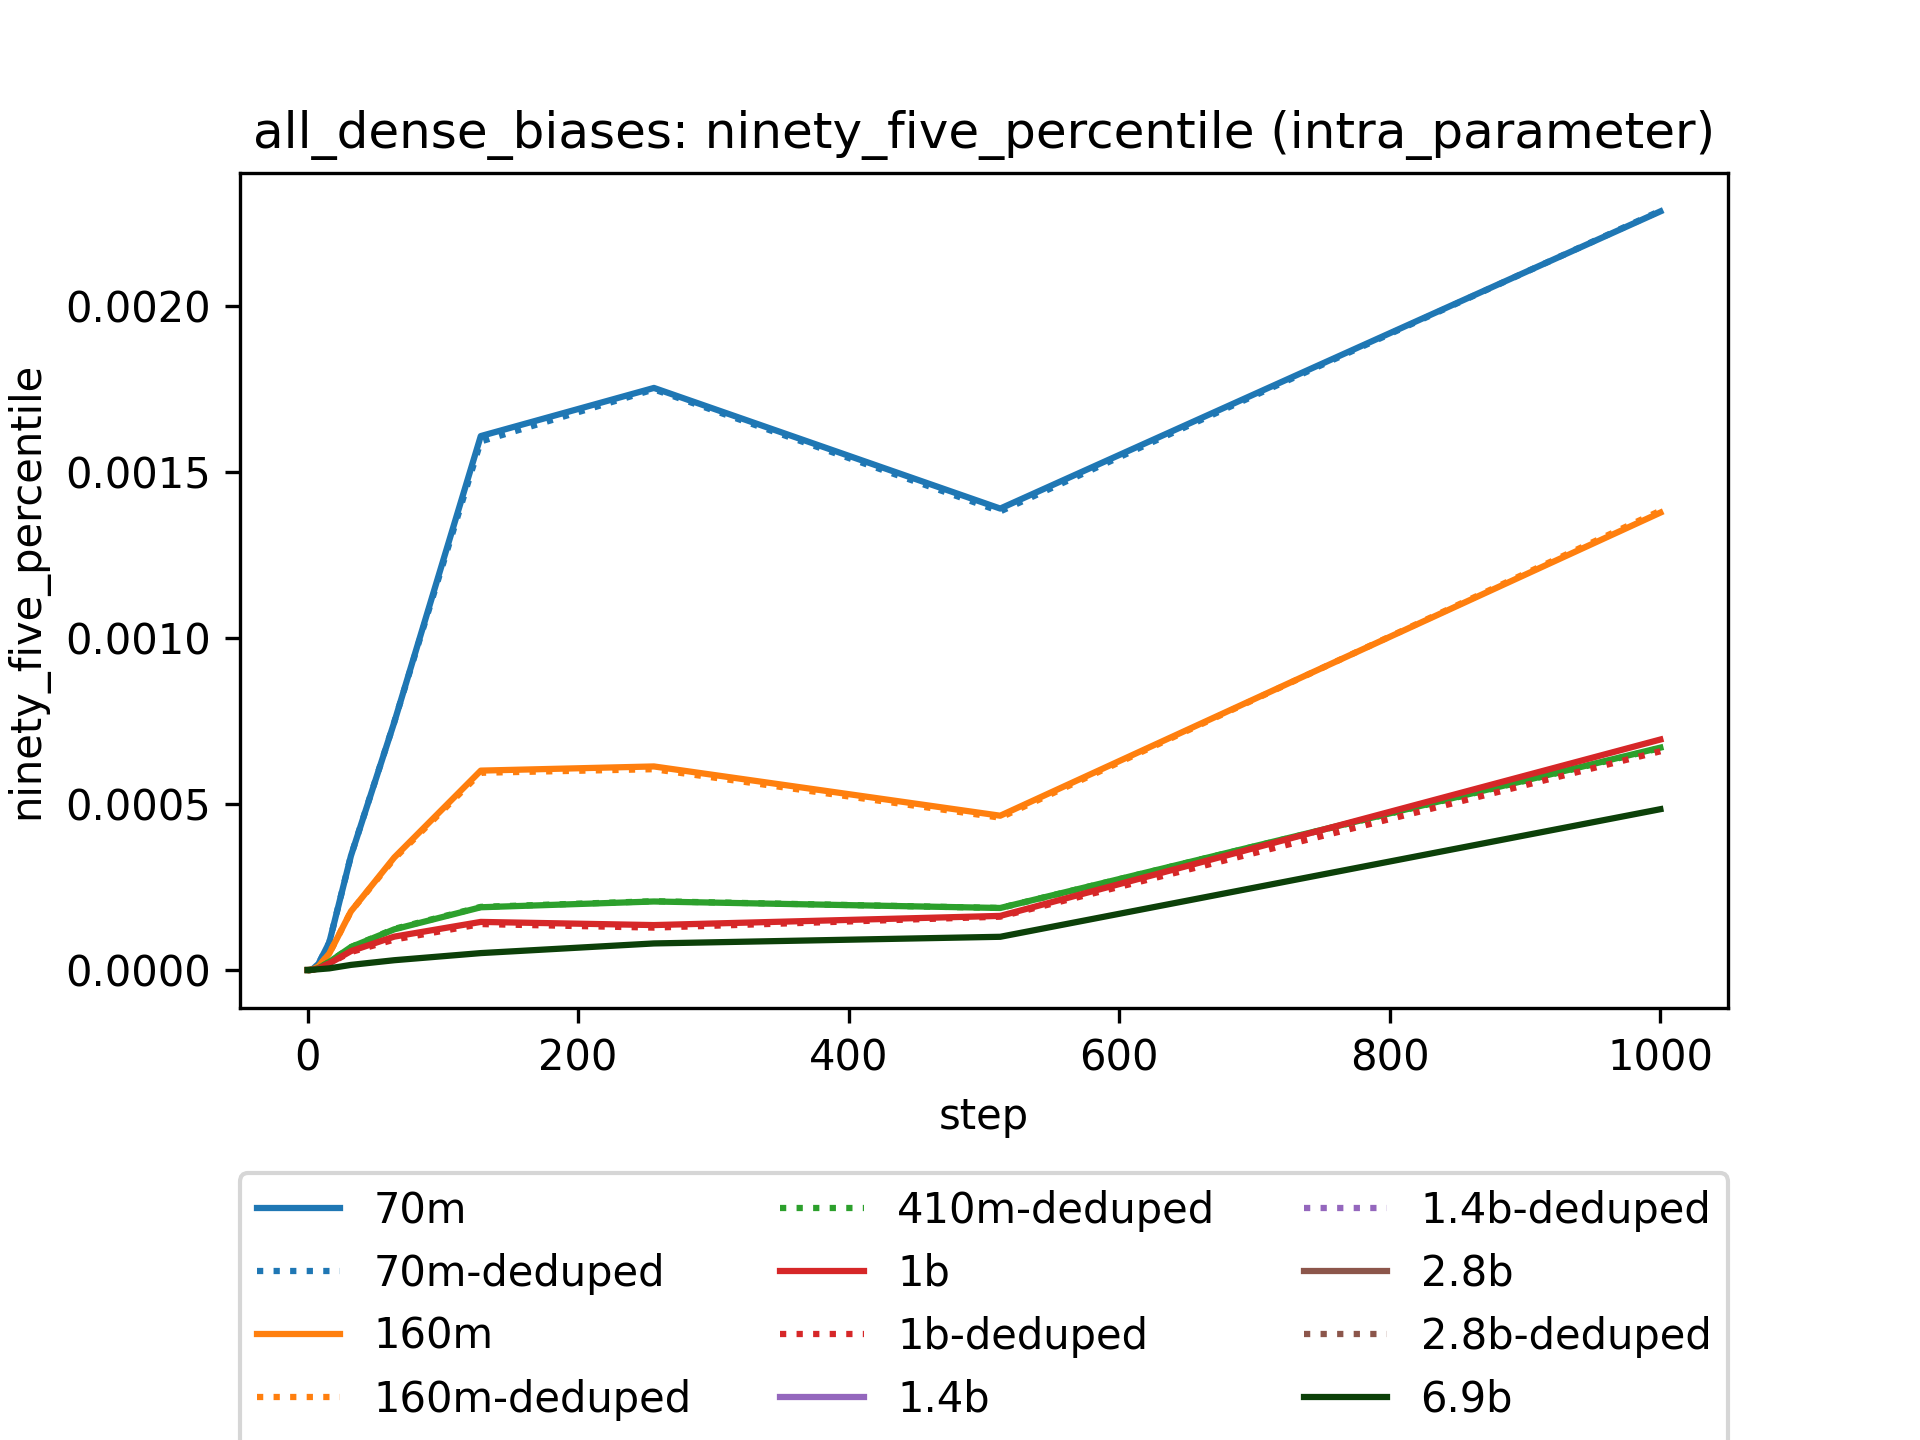 all_dense_biases: ninety_five_percentile (intra_parameter)
ninety_five_percentile
0.0020
0.0015
0.0010
0.0005
0.0000
0 200 400 600 800 1000
step
70m 410m-deduped 1.4b-deduped
70m-deduped 1b 2.8b
160m 1b-deduped 2.8b-deduped
160m-deduped 1.4b 6.9b